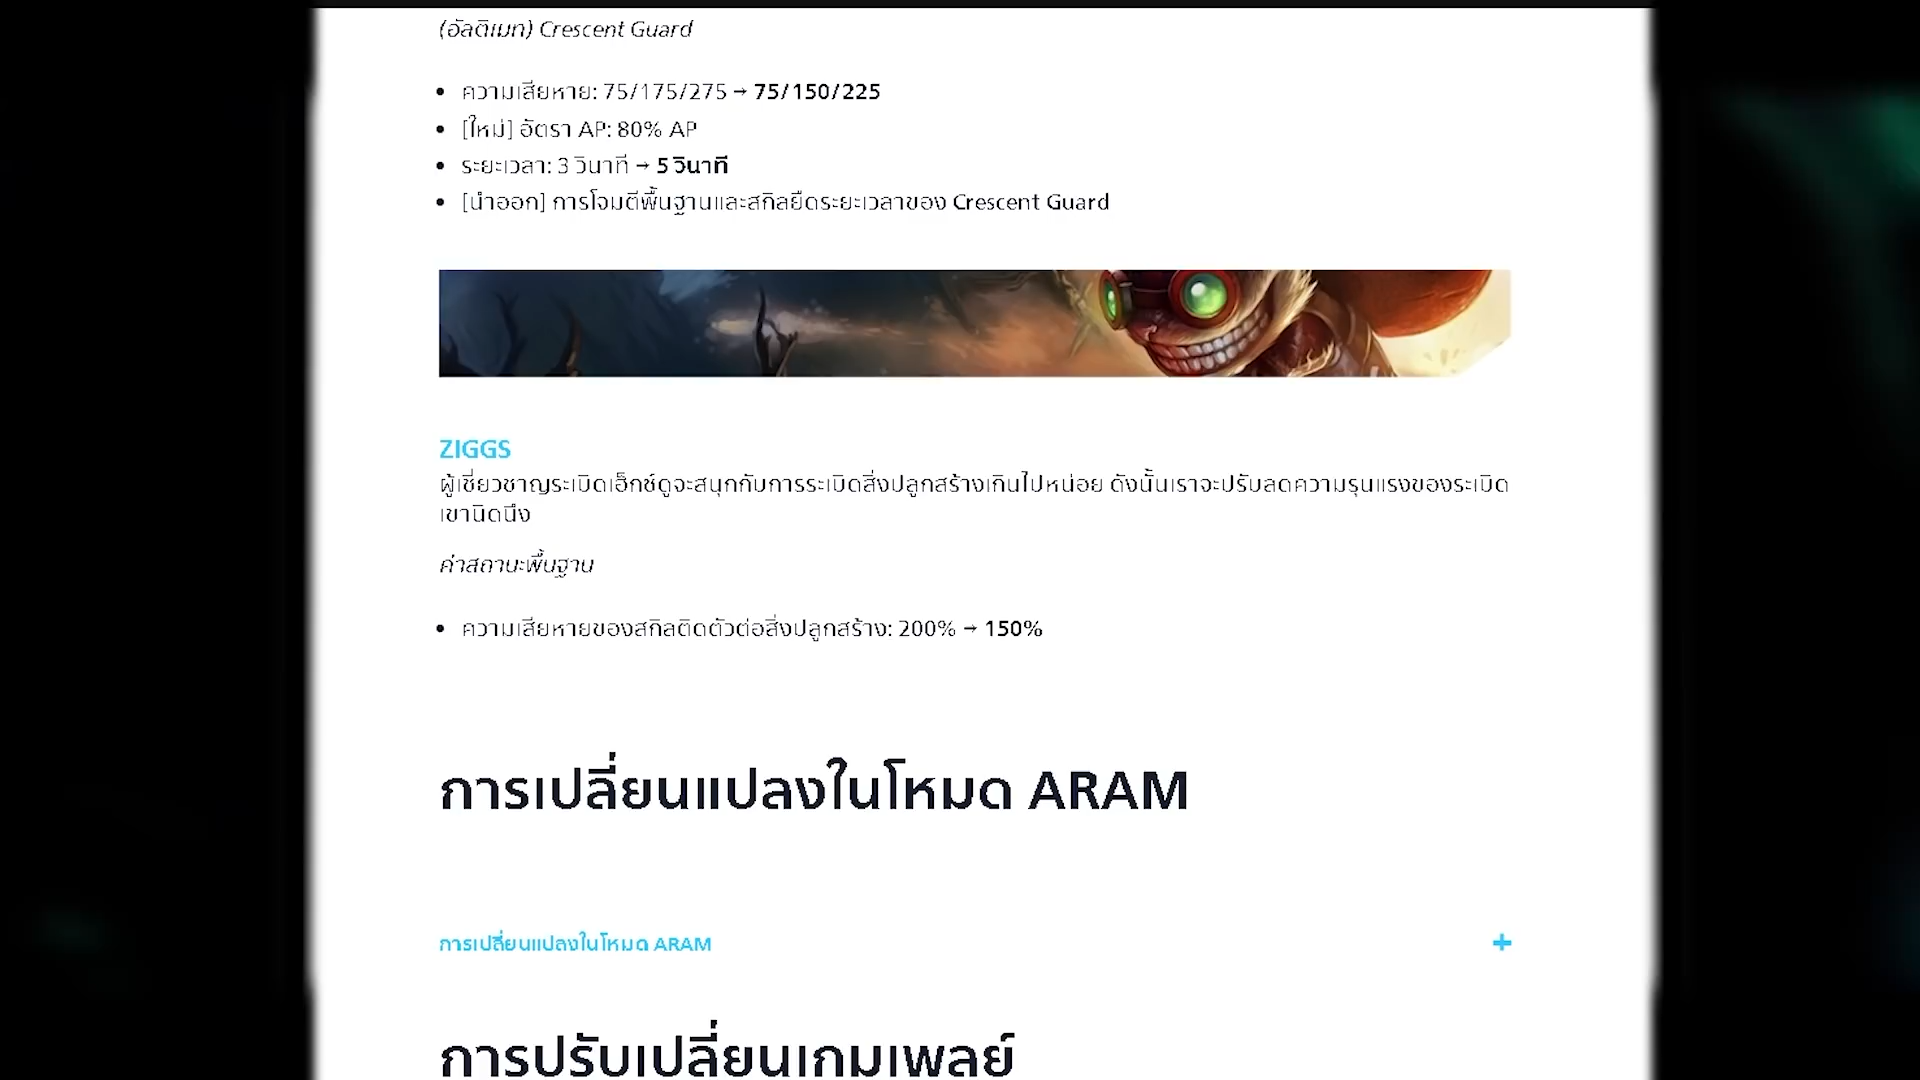 (อัลติเมท) Crescent Guard
• ความเสียหาย: 75/175/275 → 75/150/225
• [ใหม่] อัตรา AP: 80% AP
• ระยะเวลา: 3 วินาที → 5 วินาที
• [นำออก] การโจมตีพื้นฐานและสกิลยืดระยะเวลาของ Crescent Guard
ZIGGS
ผู้เชี่ยวชาญระเบิดเฮ็กซ์ดูจะสนุกกับการระเบิดสิ่งปลูกสร้างเกินไปหน่อย ดังนั้นเราจะปรับลดความรุนแรงของระเบิด
เขานิดนึง
ค่าสถานะพื้นฐาน
• ความเสียหายของสกิลติดตัวต่อสิ่งปลูกสร้าง: 200% → 150%
การเปลี่ยนแปลงในโหมด ARAM
การเปลี่ยนแปลงในโหมด ARAM +
การปรับเปลี่ยนเกมเพลย์